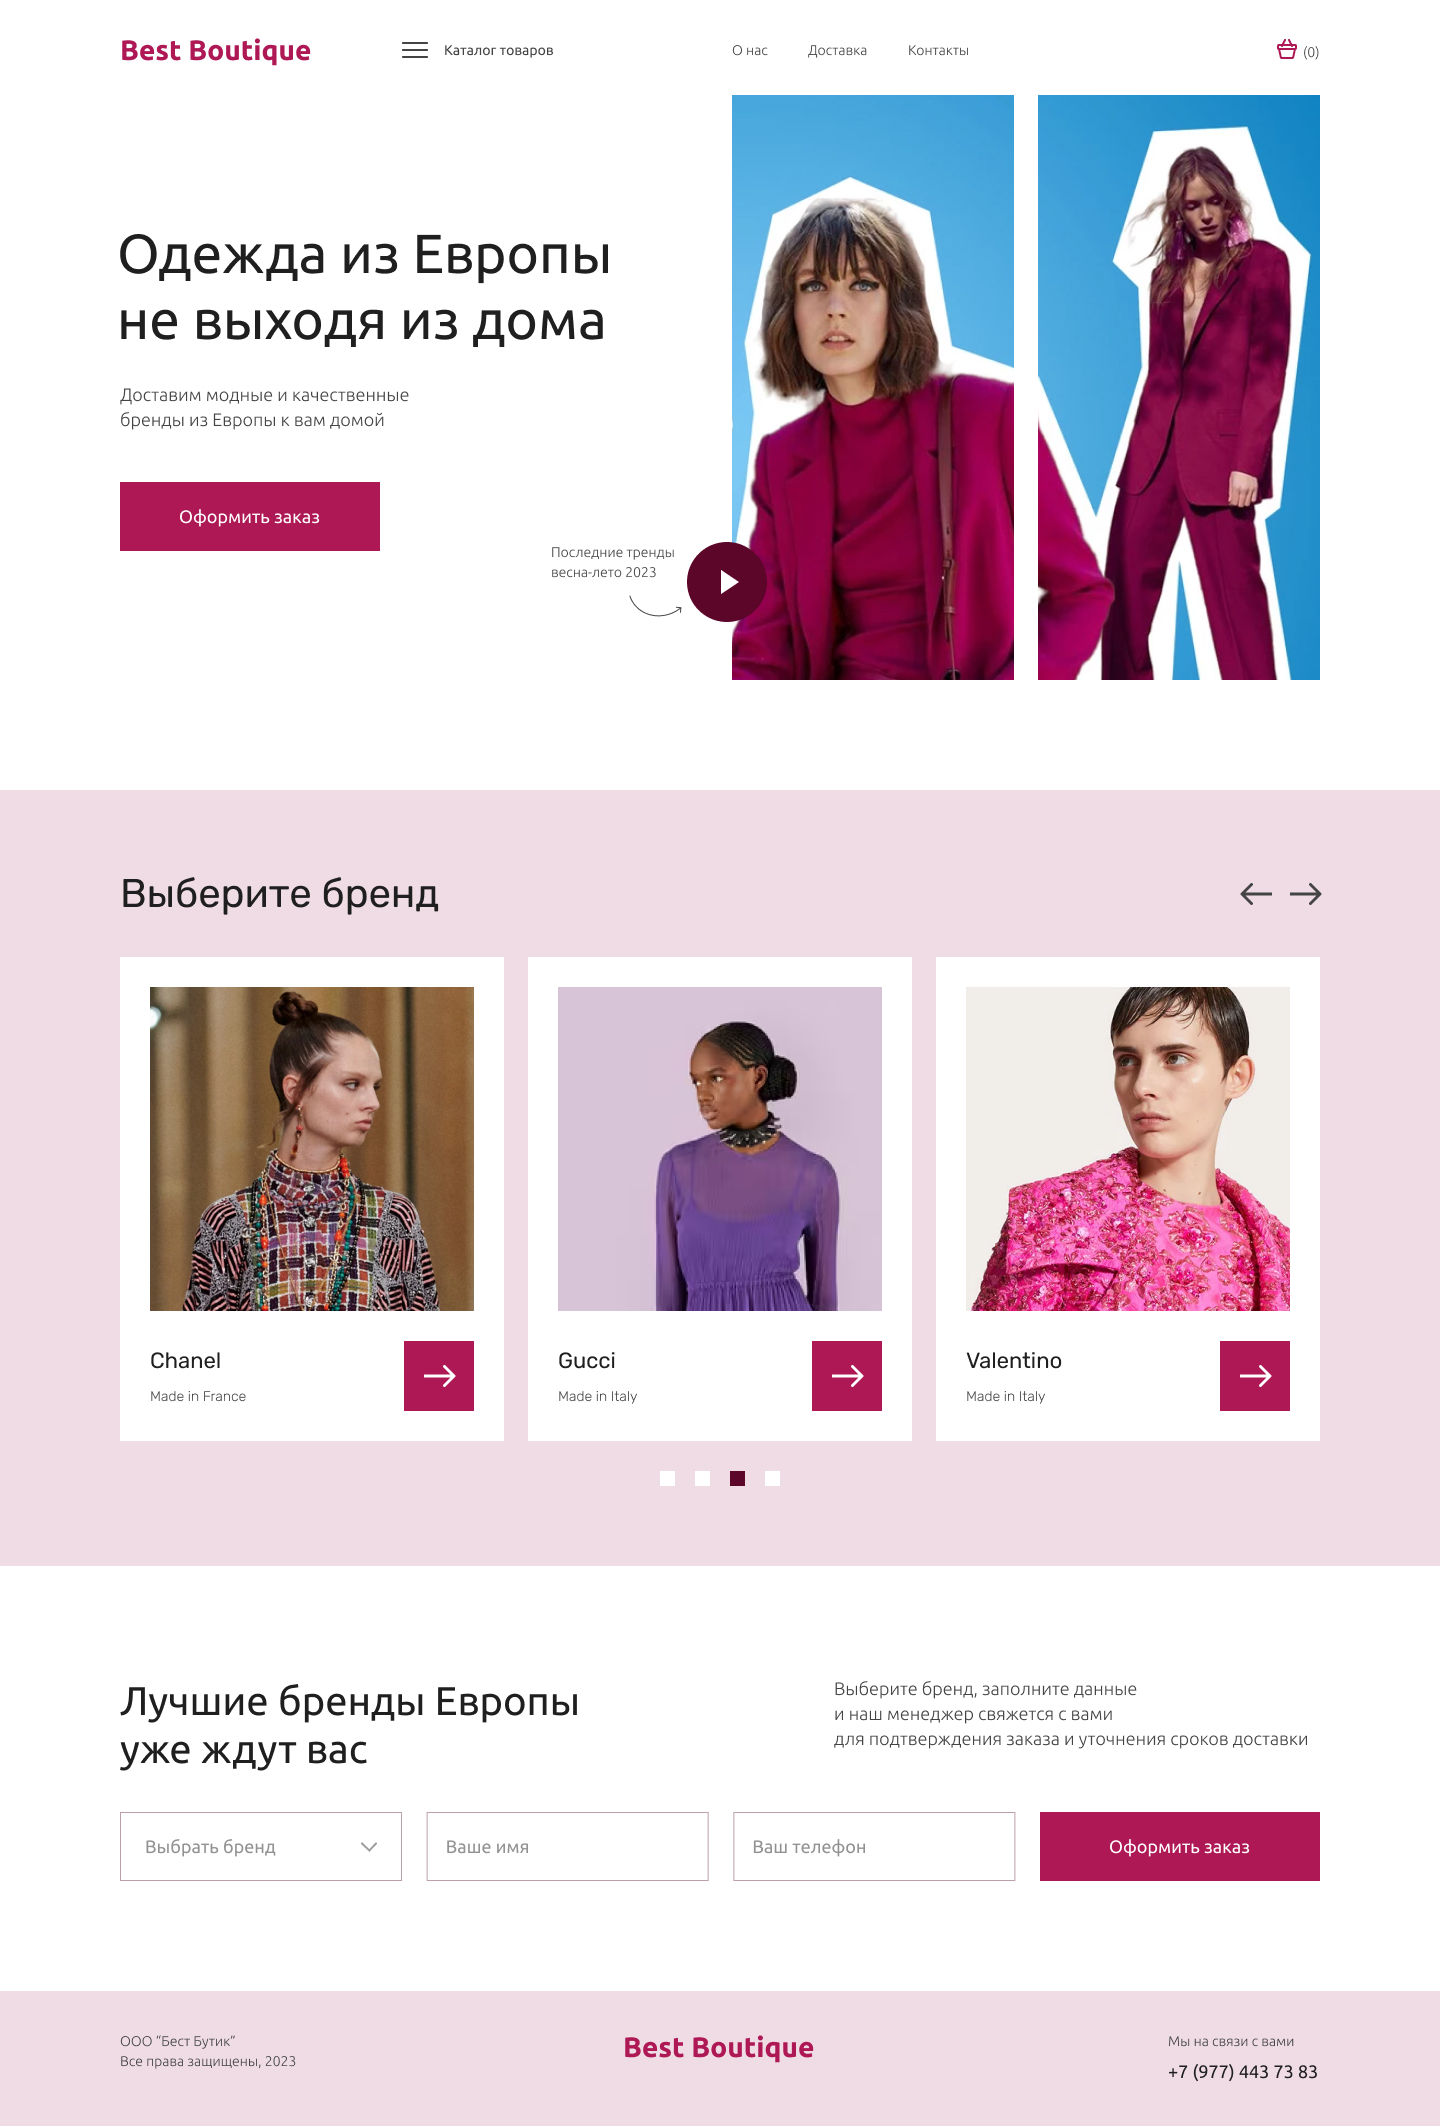 Best Boutique
Каталог товаров
О нас
Доставка
Контакты
(0)
Одежда из Европы
не выходя из дома
Доставим модные и качественные
бренды из Европы к вам домой
Оформить заказ
Последние тренды
весна-лето 2023
Выберите бренд
Chanel
Made in France
Gucci
Made in Italy
Valentino
Made in Italy
Лучшие бренды Европы
уже ждут вас
Выберите бренд, заполните данные
и наш менеджер свяжется с вами
для подтверждения заказа и уточнения сроков доставки
Выбрать бренд
Ваше имя
Ваш телефон
Оформить заказ
ООО “Бест Бутик”
Все права защищены, 2023
Best Boutique
Мы на связи с вами
+7 (977) 443 73 83